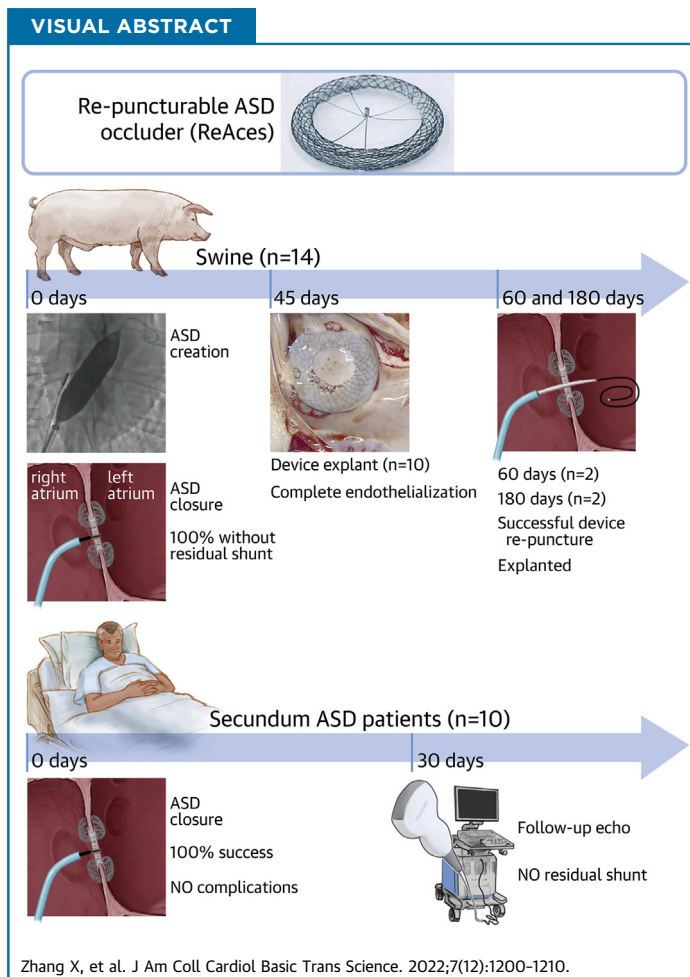 VISUAL ABSTRACT
Re-puncturable ASD
occluder (ReAces)
Swine (n=14)
0 days
45 days
60 and 180 days
ASD
creation
right
atrium
left
atrium
ASD
closure
100% without
residual shunt
Device explant (n=10)
Complete endothelialization
60 days (n=2)
180 days (n=2)
Successful device
re-puncture
Explanted
Secundum ASD patients (n=10)
0 days
30 days
ASD
closure
100% success
NO complications
Follow-up echo
NO residual shunt
Zhang X, et al. J Am Coll Cardiol Basic Trans Science. 2022;7(12):1200-1210.